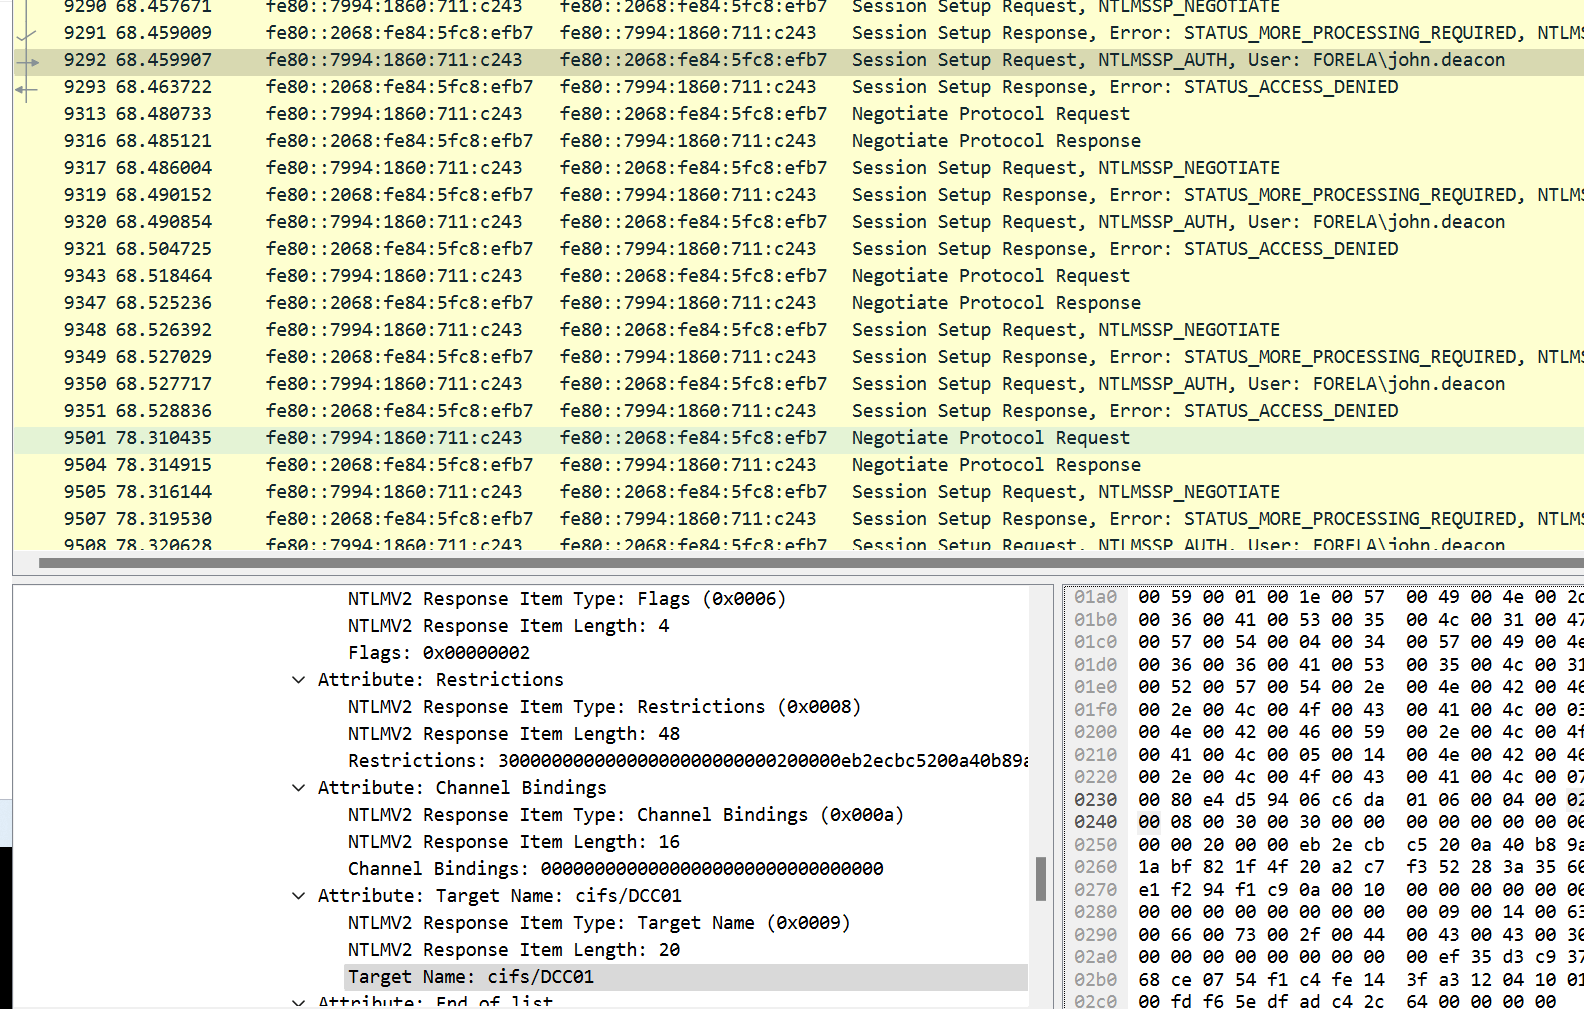 9290 68.457671 fe80::7994:1860:711:c243 fe80::2068:fe84:5fc8:efb7 Session Setup Request, NTLMSSP_NEGOTIATE
9291 68.459009 fe80::2068:fe84:5fc8:efb7 fe80::7994:1860:711:c243 Session Setup Response, Error: STATUS_MORE_PROCESSING_REQUIRED, NTLMS
9292 68.459907 fe80::7994:1860:711:c243 fe80::2068:fe84:5fc8:efb7 Session Setup Request, NTLMSSP_AUTH, User: FORELA\john.deacon
9293 68.463722 fe80::2068:fe84:5fc8:efb7 fe80::7994:1860:711:c243 Session Setup Response, Error: STATUS_ACCESS_DENIED
9313 68.480733 fe80::7994:1860:711:c243 fe80::2068:fe84:5fc8:efb7 Negotiate Protocol Request
9316 68.485121 fe80::2068:fe84:5fc8:efb7 fe80::7994:1860:711:c243 Negotiate Protocol Response
9317 68.486004 fe80::7994:1860:711:c243 fe80::2068:fe84:5fc8:efb7 Session Setup Request, NTLMSSP_NEGOTIATE
9319 68.490152 fe80::2068:fe84:5fc8:efb7 fe80::7994:1860:711:c243 Session Setup Response, Error: STATUS_MORE_PROCESSING_REQUIRED, NTLMS
9320 68.490854 fe80::7994:1860:711:c243 fe80::2068:fe84:5fc8:efb7 Session Setup Request, NTLMSSP_AUTH, User: FORELA\john.deacon
9321 68.504725 fe80::2068:fe84:5fc8:efb7 fe80::7994:1860:711:c243 Session Setup Response, Error: STATUS_ACCESS_DENIED
9343 68.518464 fe80::7994:1860:711:c243 fe80::2068:fe84:5fc8:efb7 Negotiate Protocol Request
9347 68.525236 fe80::2068:fe84:5fc8:efb7 fe80::7994:1860:711:c243 Negotiate Protocol Response
9348 68.526392 fe80::7994:1860:711:c243 fe80::2068:fe84:5fc8:efb7 Session Setup Request, NTLMSSP_NEGOTIATE
9349 68.527029 fe80::2068:fe84:5fc8:efb7 fe80::7994:1860:711:c243 Session Setup Response, Error: STATUS_MORE_PROCESSING_REQUIRED, NTLMS
9350 68.527717 fe80::7994:1860:711:c243 fe80::2068:fe84:5fc8:efb7 Session Setup Request, NTLMSSP_AUTH, User: FORELA\john.deacon
9351 68.528836 fe80::2068:fe84:5fc8:efb7 fe80::7994:1860:711:c243 Session Setup Response, Error: STATUS_ACCESS_DENIED
9501 78.310435 fe80::7994:1860:711:c243 fe80::2068:fe84:5fc8:efb7 Negotiate Protocol Request
9504 78.314915 fe80::2068:fe84:5fc8:efb7 fe80::7994:1860:711:c243 Negotiate Protocol Response
9505 78.316144 fe80::7994:1860:711:c243 fe80::2068:fe84:5fc8:efb7 Session Setup Request, NTLMSSP_NEGOTIATE
9507 78.319530 fe80::2068:fe84:5fc8:efb7 fe80::7994:1860:711:c243 Session Setup Response, Error: STATUS_MORE_PROCESSING_REQUIRED, NTLMS
9508 78.320628 fe80::7994:1860:711:c243 fe80::2068:fe84:5fc8:efb7 Session Setup Request, NTLMSSP_AUTH, User: FORELA\john.deacon
NTLMV2 Response Item Type: Flags (0x0006)
NTLMV2 Response Item Length: 4
Flags: 0x00000002
Attribute: Restrictions
NTLMV2 Response Item Type: Restrictions (0x0008)
NTLMV2 Response Item Length: 48
Restrictions: 300000000000000000000000002000000eb2ecbc5200a40b89a
Attribute: Channel Bindings
NTLMV2 Response Item Type: Channel Bindings (0x000a)
NTLMV2 Response Item Length: 16
Channel Bindings: 00000000000000000000000000000000
Attribute: Target Name: cifs/DCC01
NTLMV2 Response Item Type: Target Name (0x0009)
NTLMV2 Response Item Length: 20
Target Name: cifs/DCC01
Attribute: End of list
01a0 00 59 00 01 00 1e 00 57 00 49 00 4e 00 2d
01b0 00 36 00 41 00 53 00 35 00 4c 00 31 00 47
01c0 00 57 00 54 00 04 00 34 00 57 00 49 00 4e
01d0 00 36 00 36 00 41 00 53 00 35 00 4c 00 31
01e0 00 52 00 57 00 54 00 2e 00 4e 00 42 00 46
01f0 00 2e 00 4c 00 4f 00 43 00 41 00 4c 00 03
0200 00 4e 00 42 00 46 00 59 00 2e 00 4c 00 4f
0210 00 41 00 4c 00 05 00 14 00 4e 00 42 00 46
0220 00 2e 00 4c 00 4f 00 43 00 41 00 4c 00 07
0230 00 80 e4 d5 94 06 c6 da 01 06 00 04 00 02
0240 00 08 00 30 00 30 00 00 00 00 00 00 00 00
0250 00 00 20 00 00 eb 2e cb c5 20 0a 40 b8 9a
0260 1a bf 82 1f 4f 20 a2 c7 f3 52 28 3a 35 60
0270 e1 f2 94 f1 c9 0a 00 10 00 00 00 00 00 00
0280 00 00 00 00 00 00 00 00 00 09 00 14 00 63
0290 00 66 00 73 00 2f 00 44 00 43 00 43 00 30
02a0 00 00 00 00 00 00 00 00 00 ef 35 d3 c9 37
02b0 68 ce 07 54 f1 c4 fe 14 3f a3 12 04 10 01
02c0 00 fd f6 5e df ad c4 2c 64 00 00 00 00